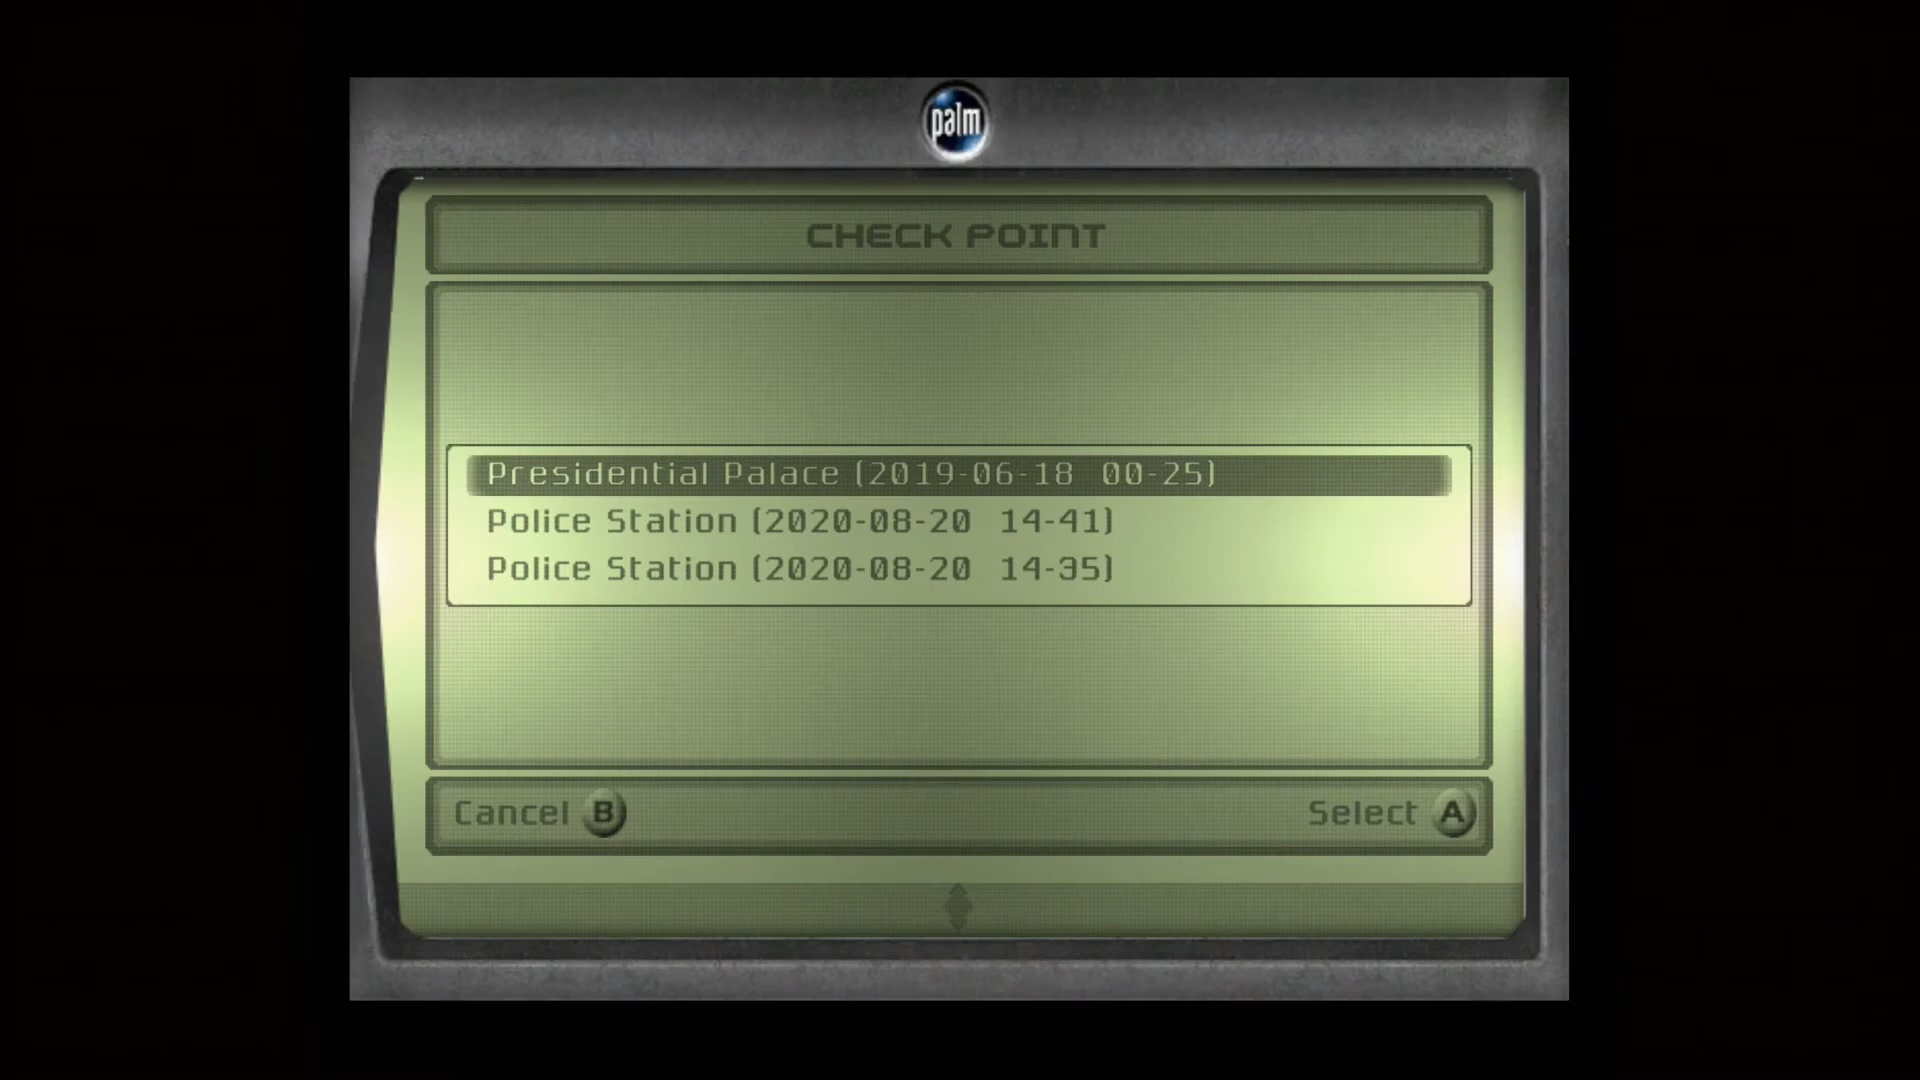 palm
CHECK POINT
Presidential Palace (2019-06-18 00-25)
Police Station (2020-08-20 14-41)
Police Station (2020-08-20 14-35)
Cancel B
Select A